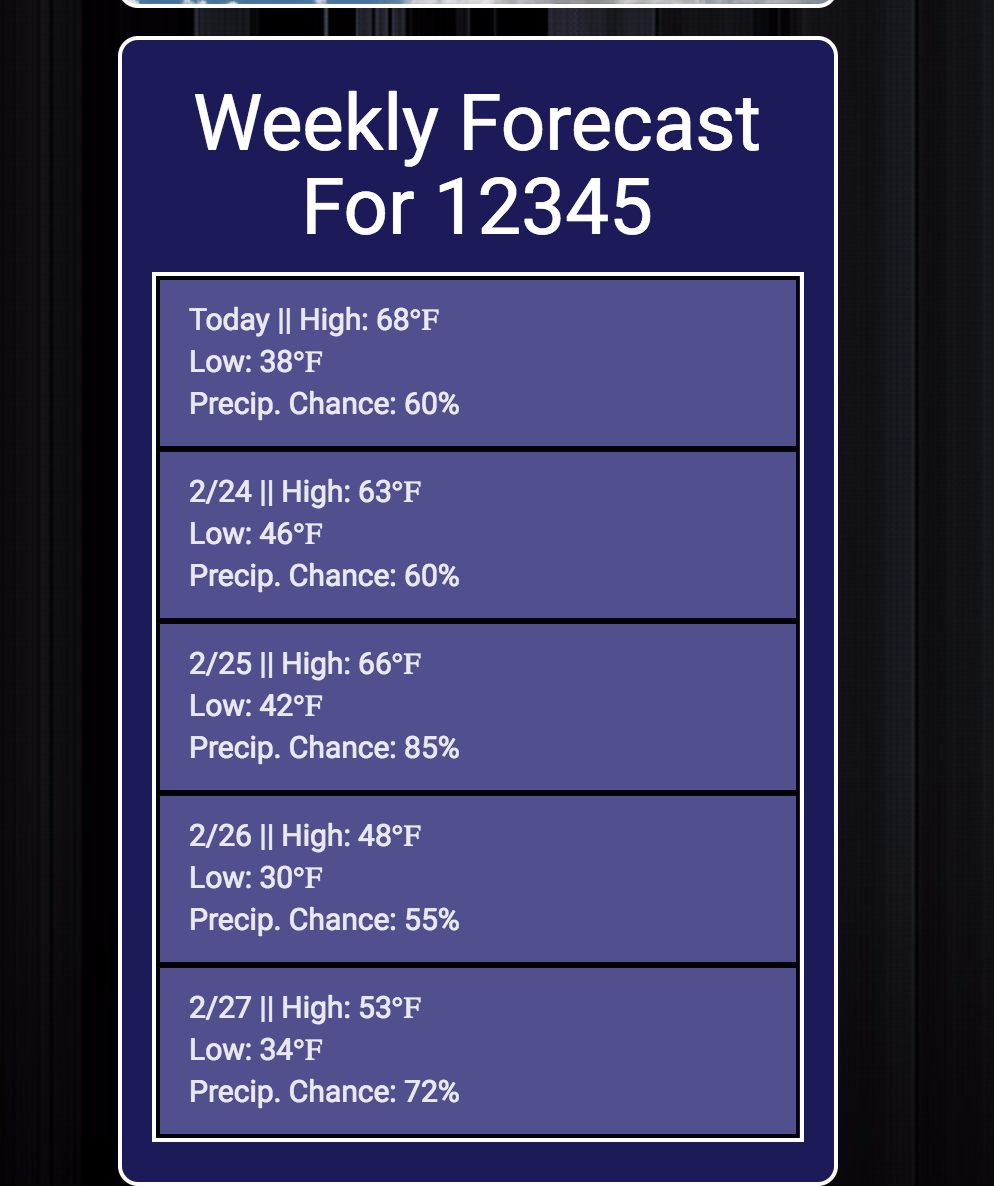 Weekly Forecast
For 12345
Today || High: 68°F
Low: 38°F
Precip. Chance: 60%
2/24 || High: 63°F
Low: 46°F
Precip. Chance: 60%
2/25 || High: 66°F
Low: 42°F
Precip. Chance: 85%
2/26 || High: 48°F
Low: 30°F
Precip. Chance: 55%
2/27 || High: 53°F
Low: 34°F
Precip. Chance: 72%